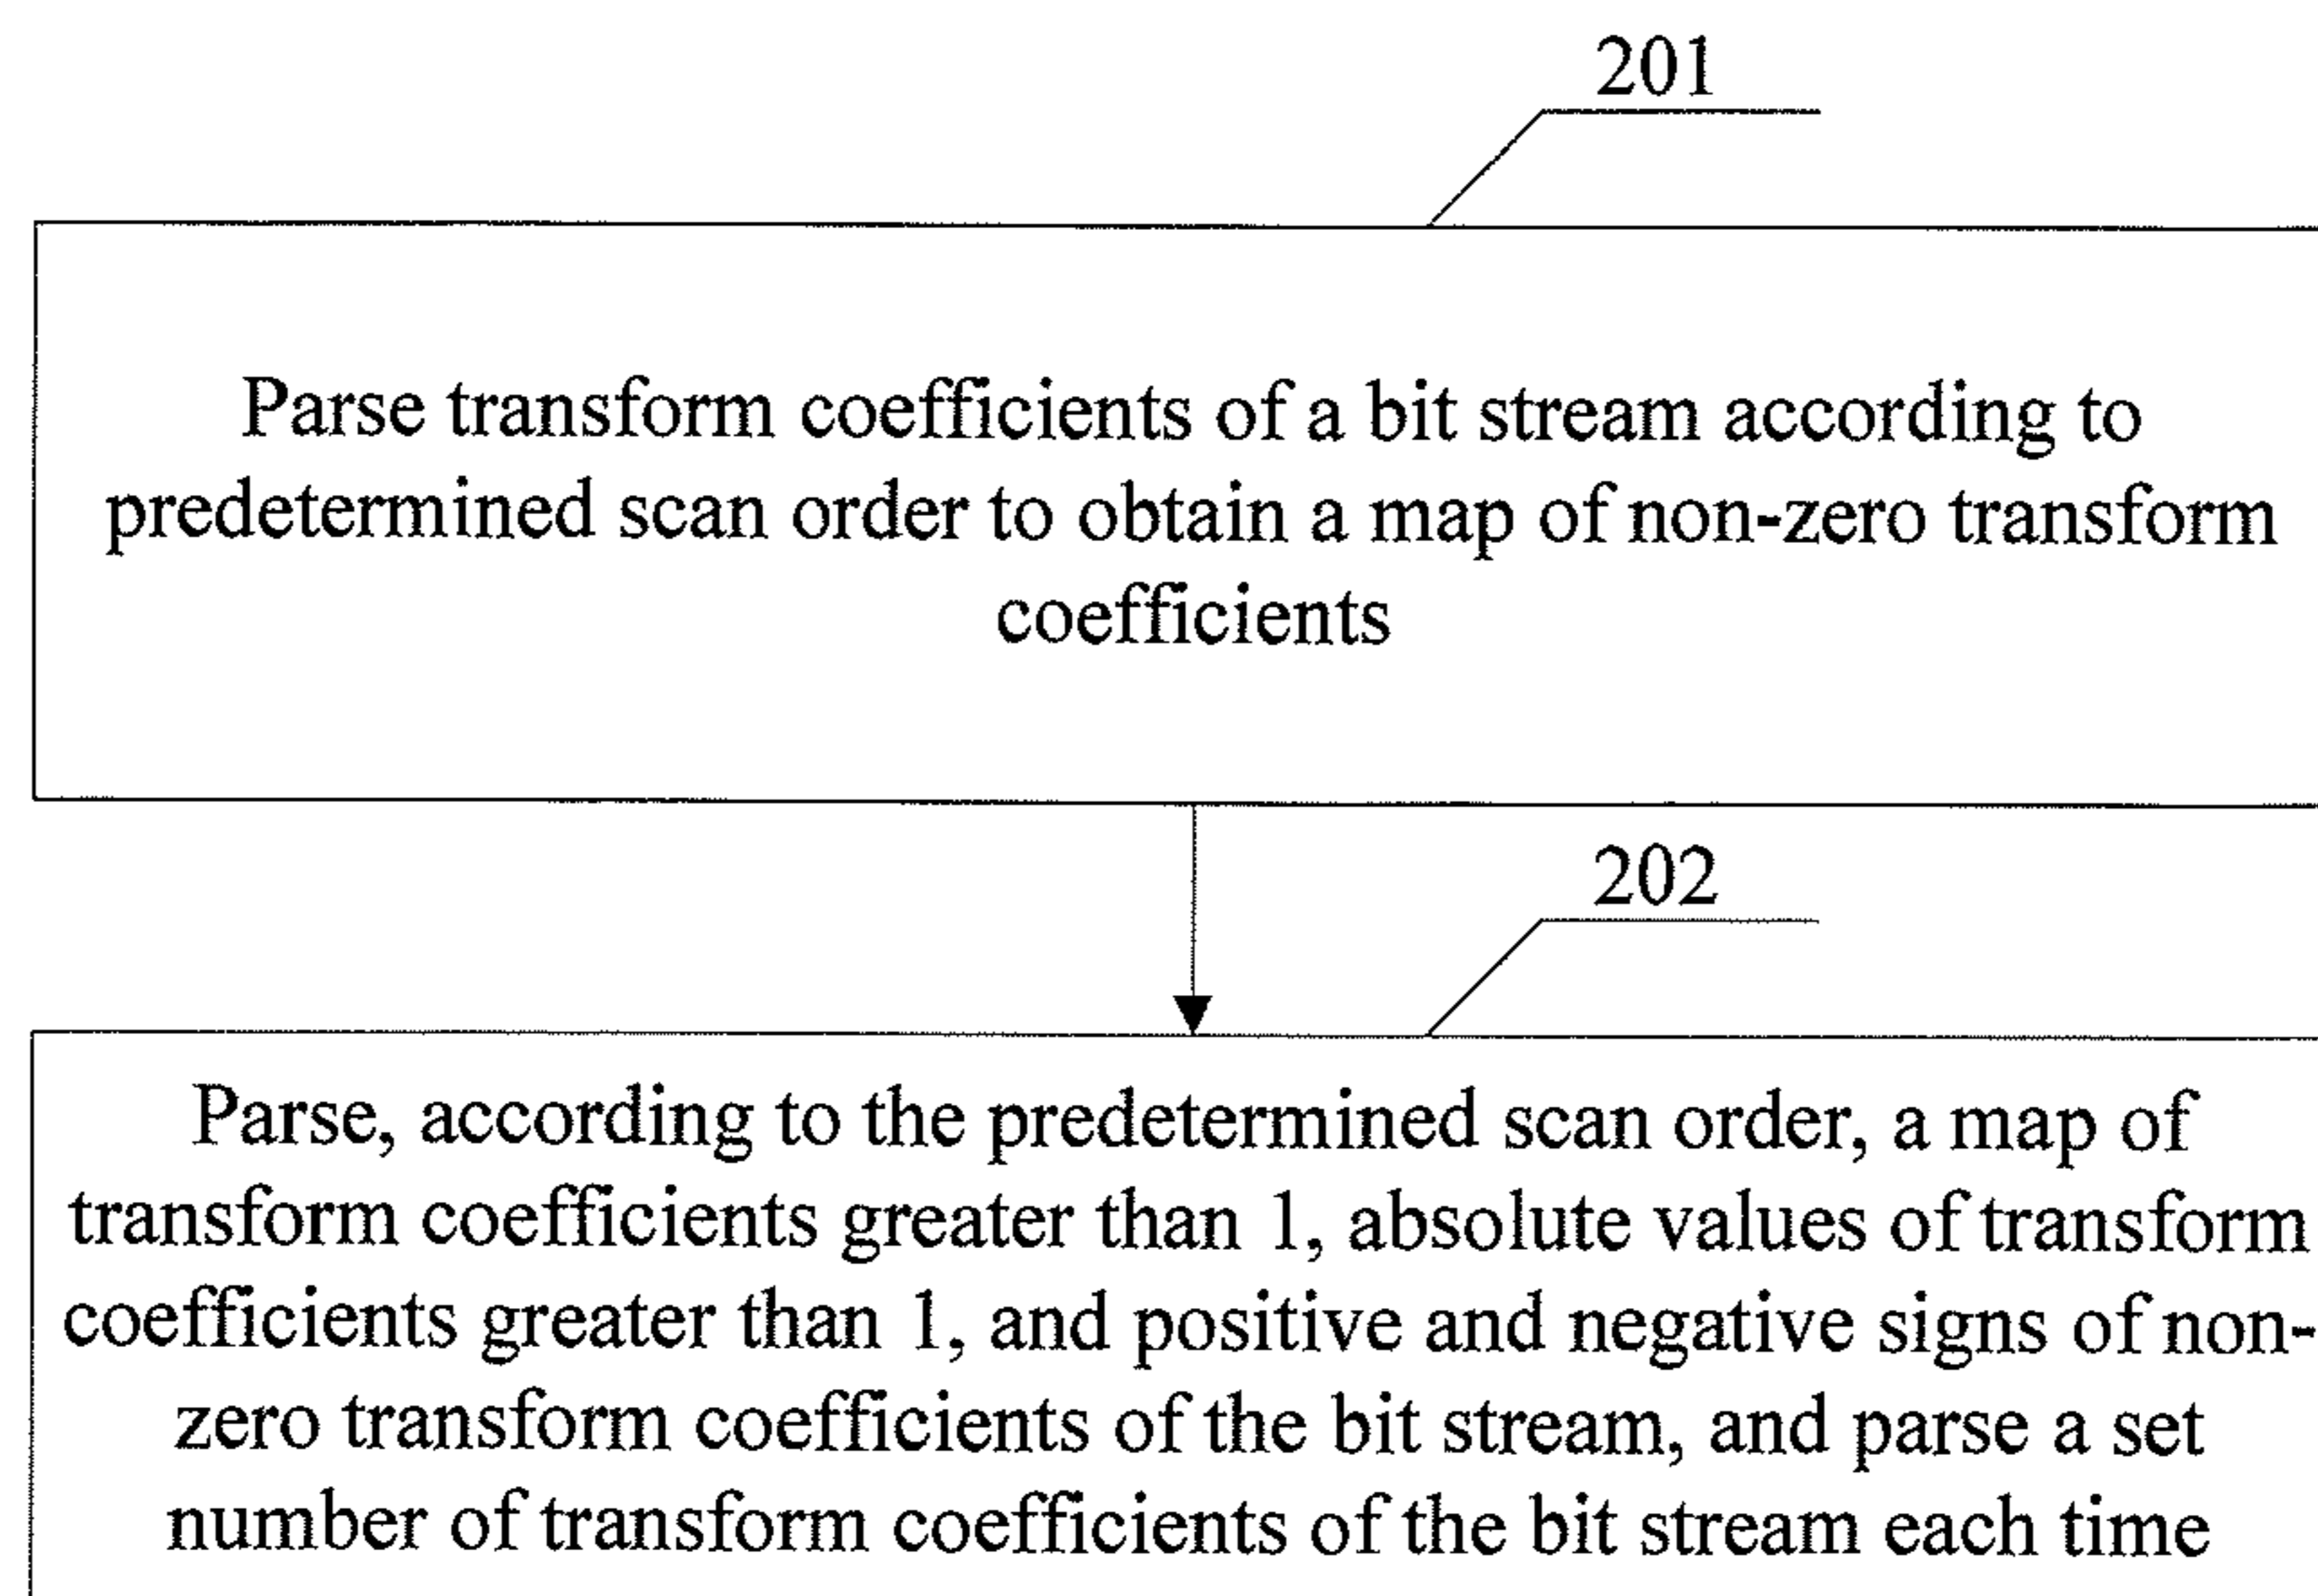 201
Parse transform coefficients of a bit stream according to
predetermined scan order to obtain a map of non-zero transform
coefficients
202
Parse, according to the predetermined scan order, a map of
transform coefficients greater than 1, absolute values of transform
coefficients greater than 1, and positive and negative signs of non-
zero transform coefficients of the bit stream, and parse a set
number of transform coefficients of the bit stream each time